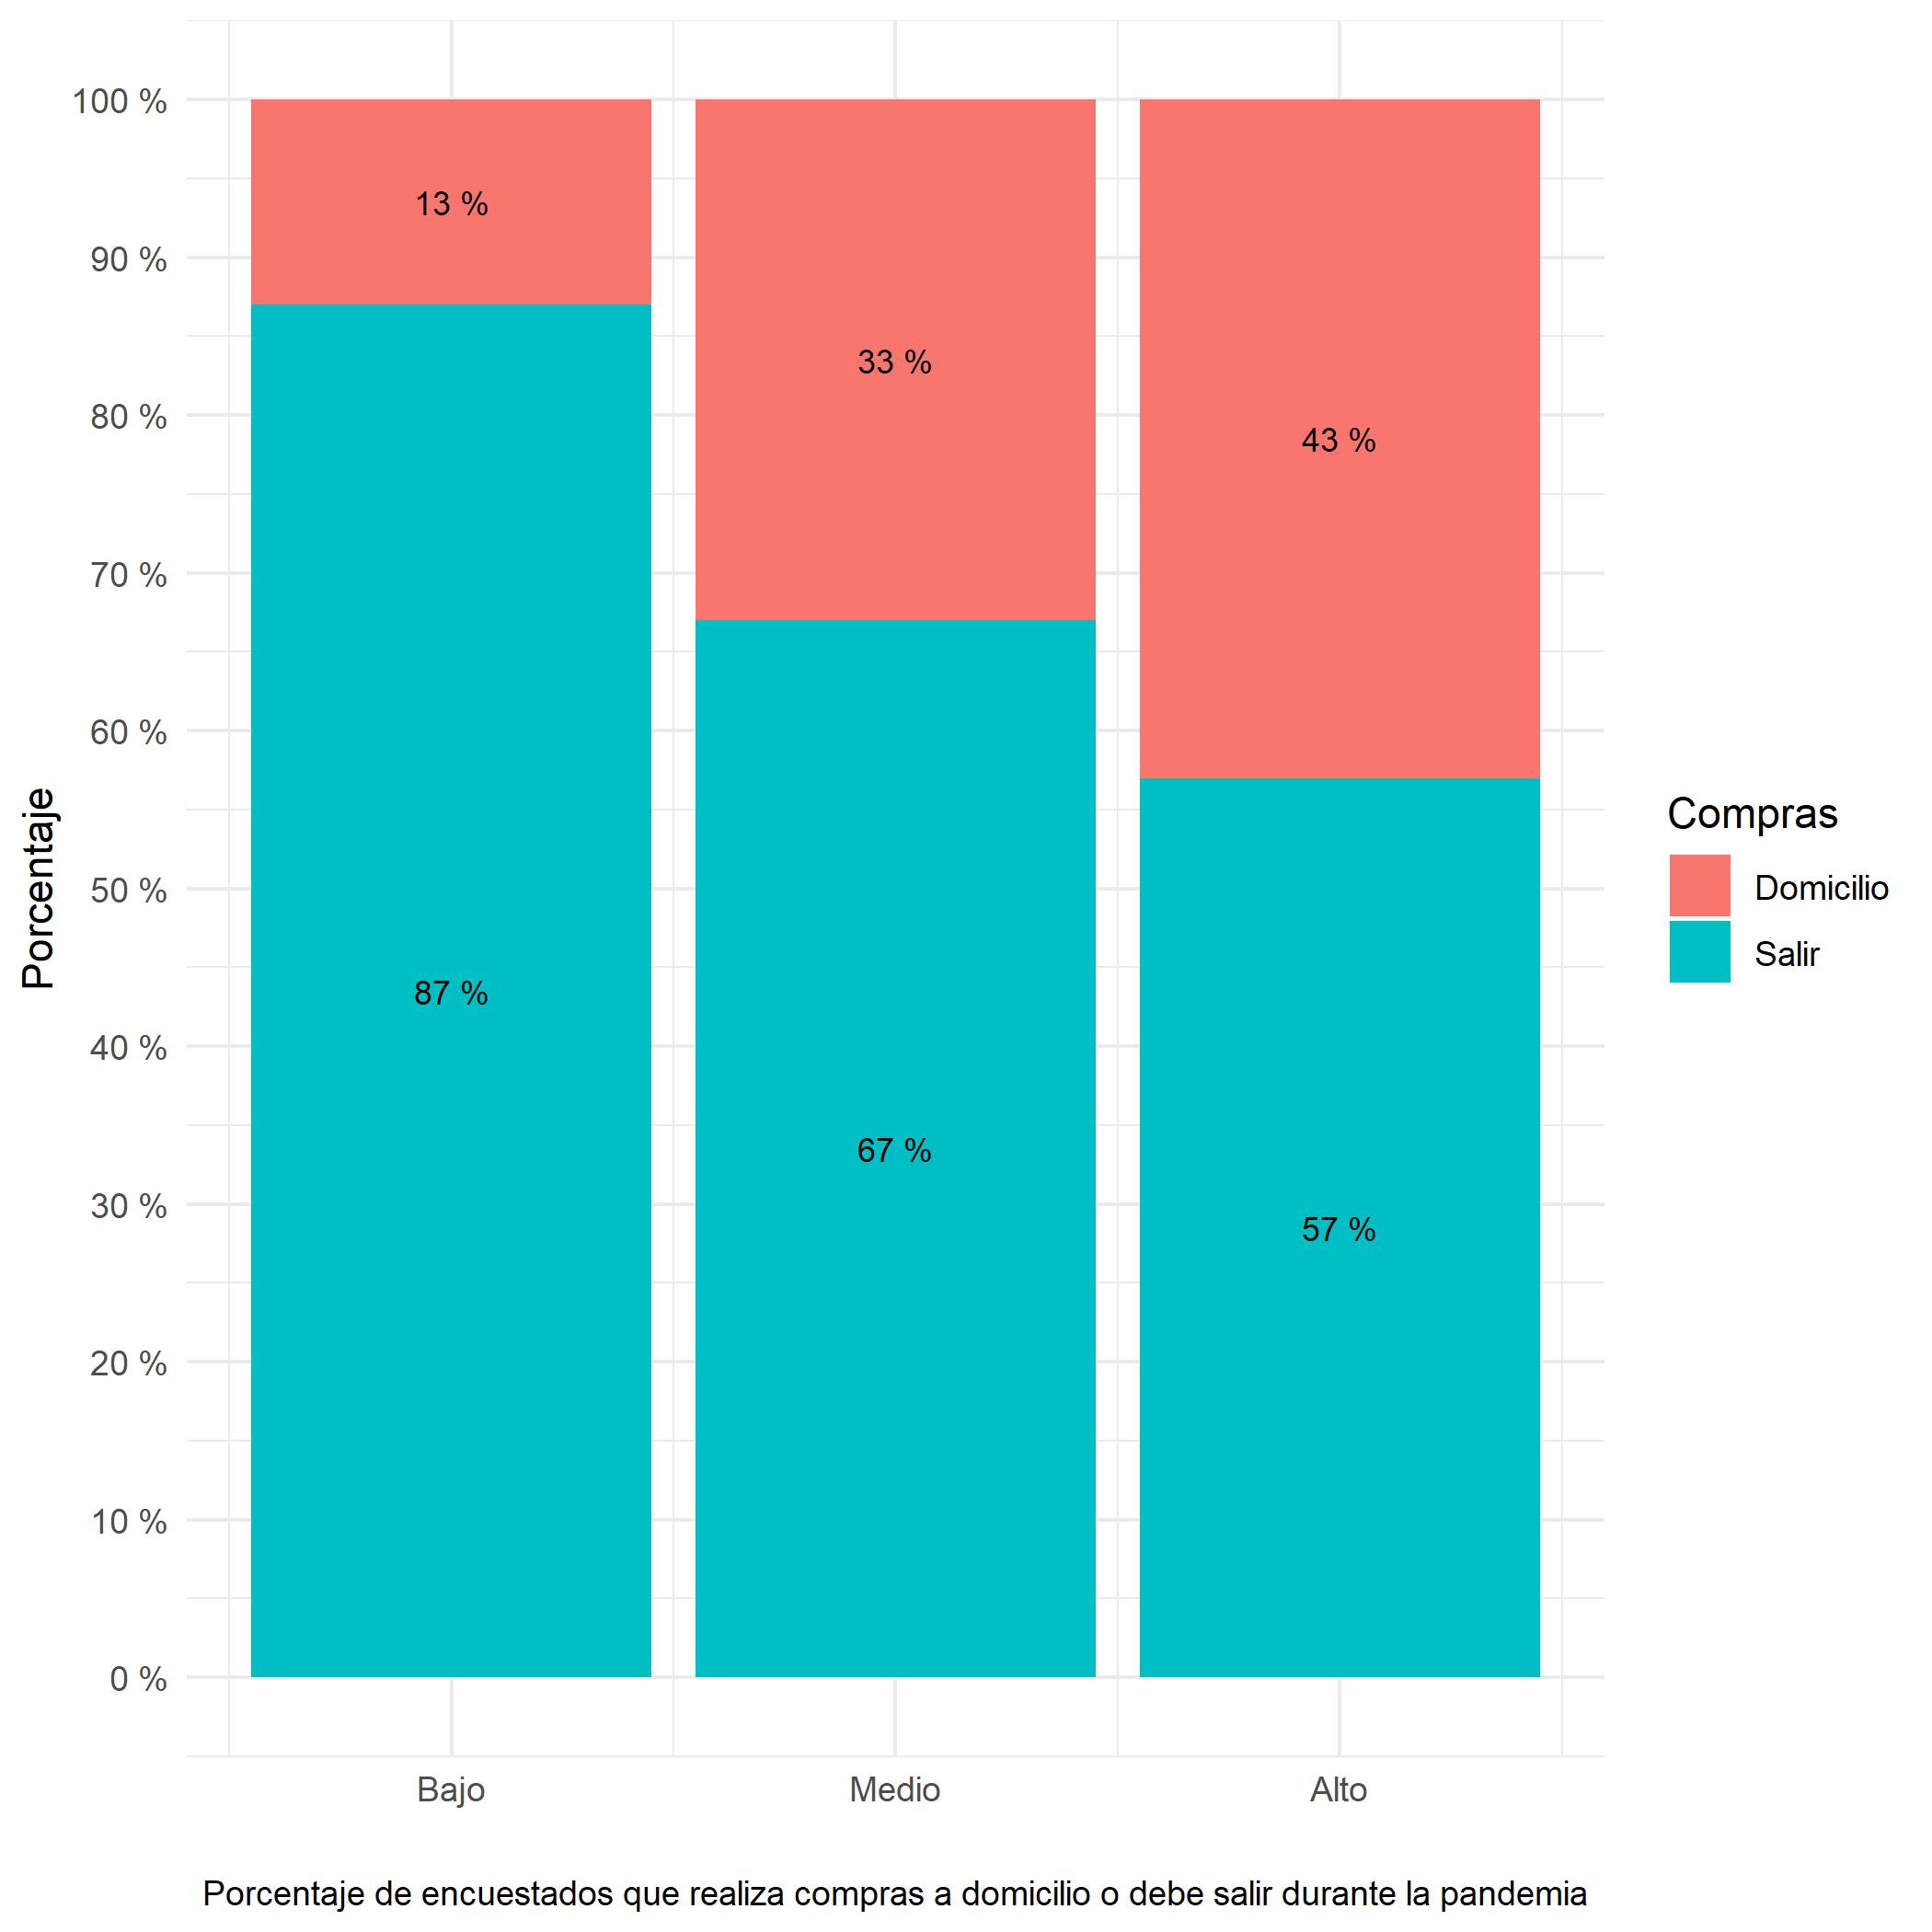 Porcentaje
100 %
90 %
80 %
70 %
60 %
50 %
40 %
30 %
20 %
10 %
0 %
13 %
33 %
43 %
87 %
67 %
57 %
Bajo
Medio
Alto
Porcentaje de encuestados que realiza compras a domicilio o debe salir durante la pandemia
Compras
Domicilio
Salir